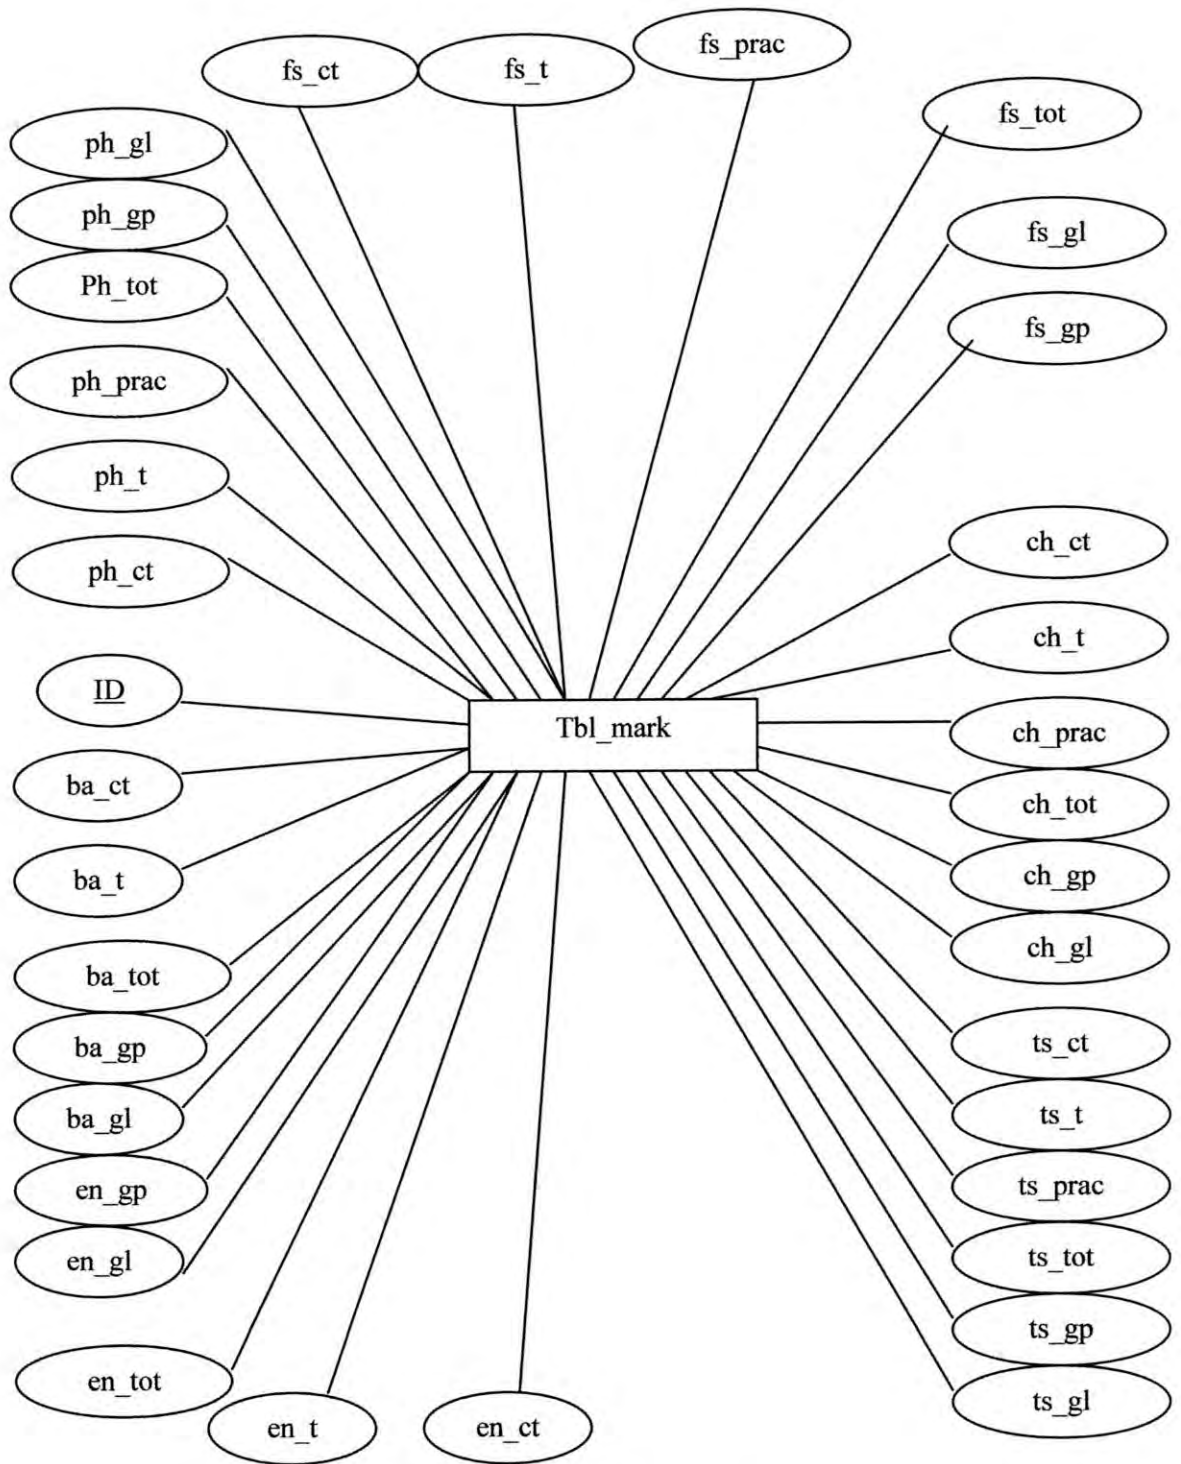 fs_prac
fs_ct
fs_t
fs_tot
ph_gl
ph_gp
fs_gl
Ph_tot
fs_gp
ph_prac
ph_t
ch_ct
ph_ct
ch_t
ID
Tbl_mark
ch_prac
ba_ct
ch_tot
ba_t
ch_gp
ch_gl
ba_tot
ts_ct
ba_gp
ba_gl
ts_t
en_gp
ts_prac
en_gl
ts_tot
ts_gp
en_tot
ts_gl
en_t
en_ct